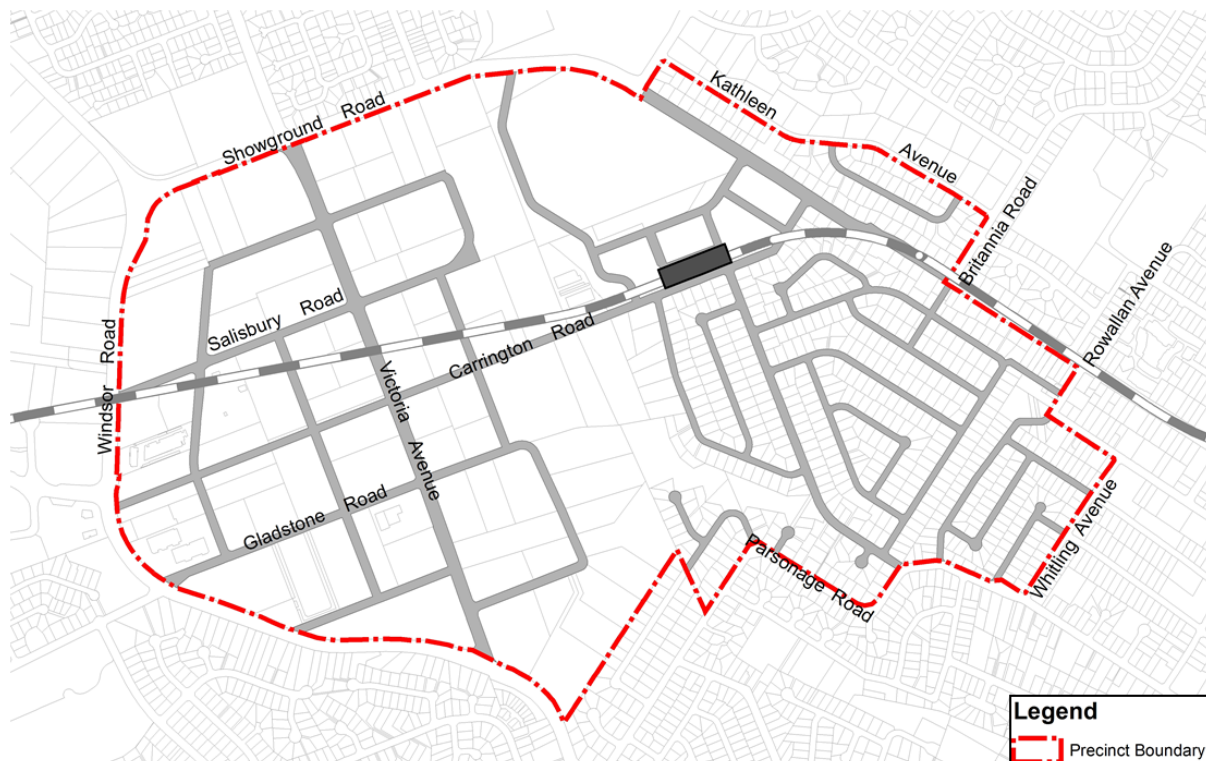 Kathleen
Avenue
Showground Road
Britannia Road
Rowallan Avenue
Salisbury Road
Windsor Road
Carrington Road
Victoria
Avenue
Gladstone Road
Parsonage Road
Whitling Avenue
Legend
Precinct Boundary